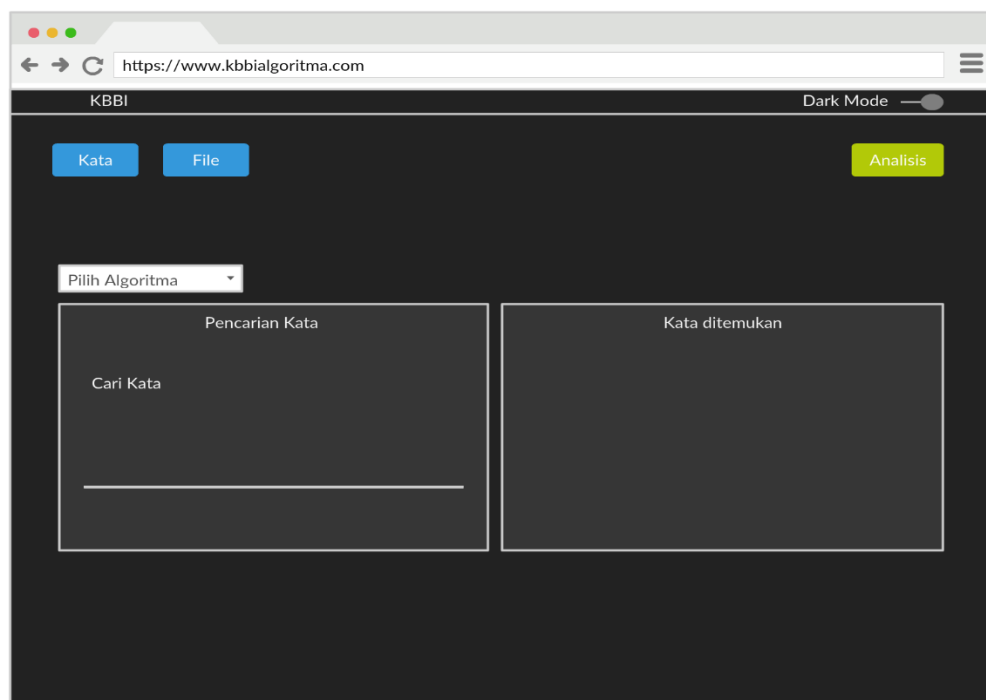 https://www.kbbialgoritma.com
KBBI Dark Mode
Kata File Analisis
Pilih Algoritma
Pencarian Kata Kata ditemukan
Cari Kata